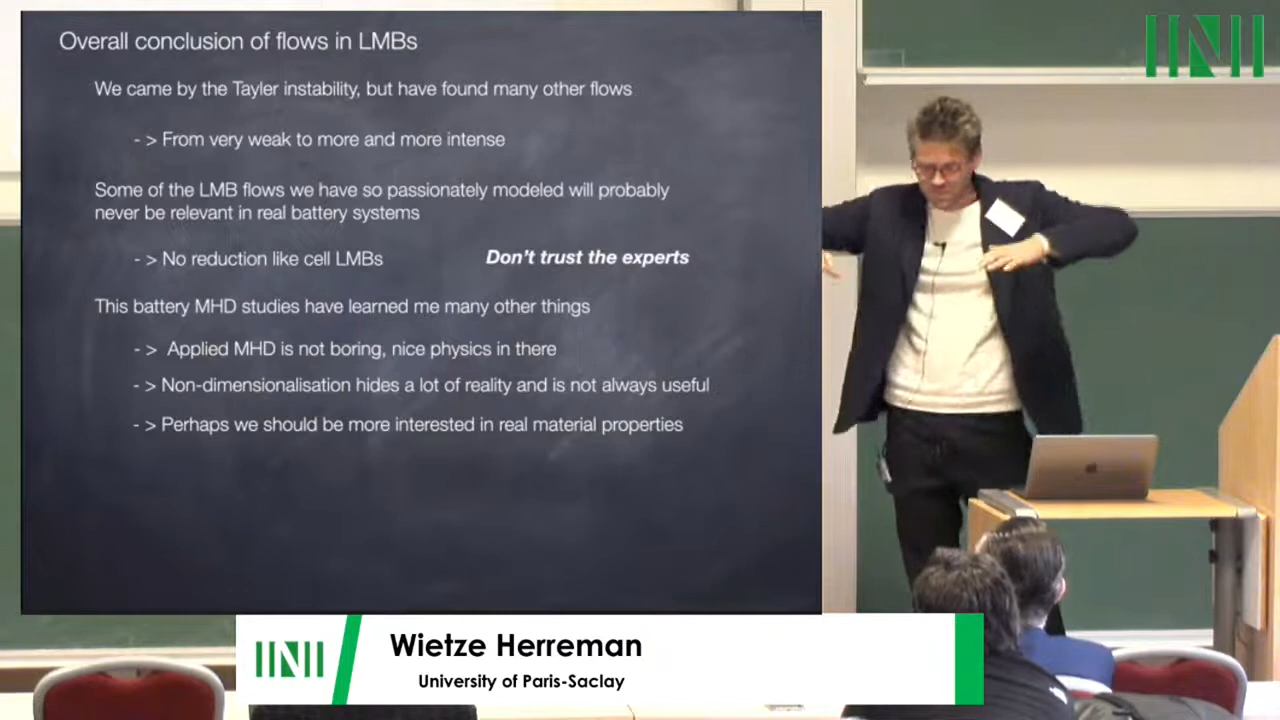 Overall conclusion of flows in LMBs
We came by the Tayler instability, but have found many other flows
- > From very weak to more and more intense
Some of the LMB flows we have so passionately modeled will probably
never be relevant in real battery systems
- > No reduction like cell LMBs
Don't trust the experts
This battery MHD studies have learned me many other things
- > Applied MHD is not boring, nice physics in there
- > Non-dimensionalisation hides a lot of reality and is not always useful
- > Perhaps we should be more interested in real material properties
Wietze Herreman
University of Paris-Saclay